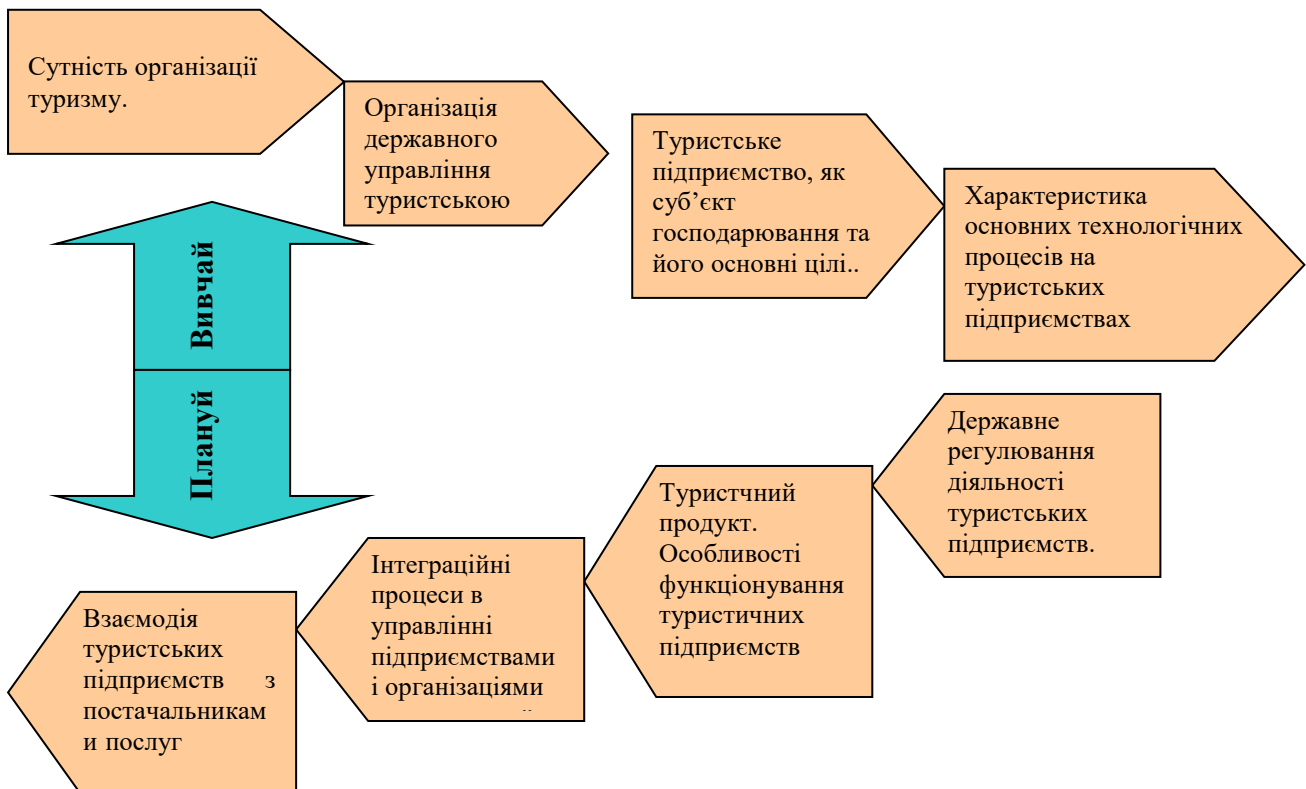 Сутність організації
туризму.
Організація
державного
управління
туристською
Туристське
підприємство, як
суб’єкт
господарювання та
його основні цілі..
Характеристика
основних технологічних
процесів на
туристських
підприємствах
Вивчай
Плануй
Державне
регулювання
діяльності
туристських
підприємств.
Туристчний
продукт.
Особливості
функціонування
туристичних
підприємств
Інтеграційні
процеси в
управлінні
підприємствами
і організаціями
Взаємодія
туристських
підприємств з
постачальникам
и послуг